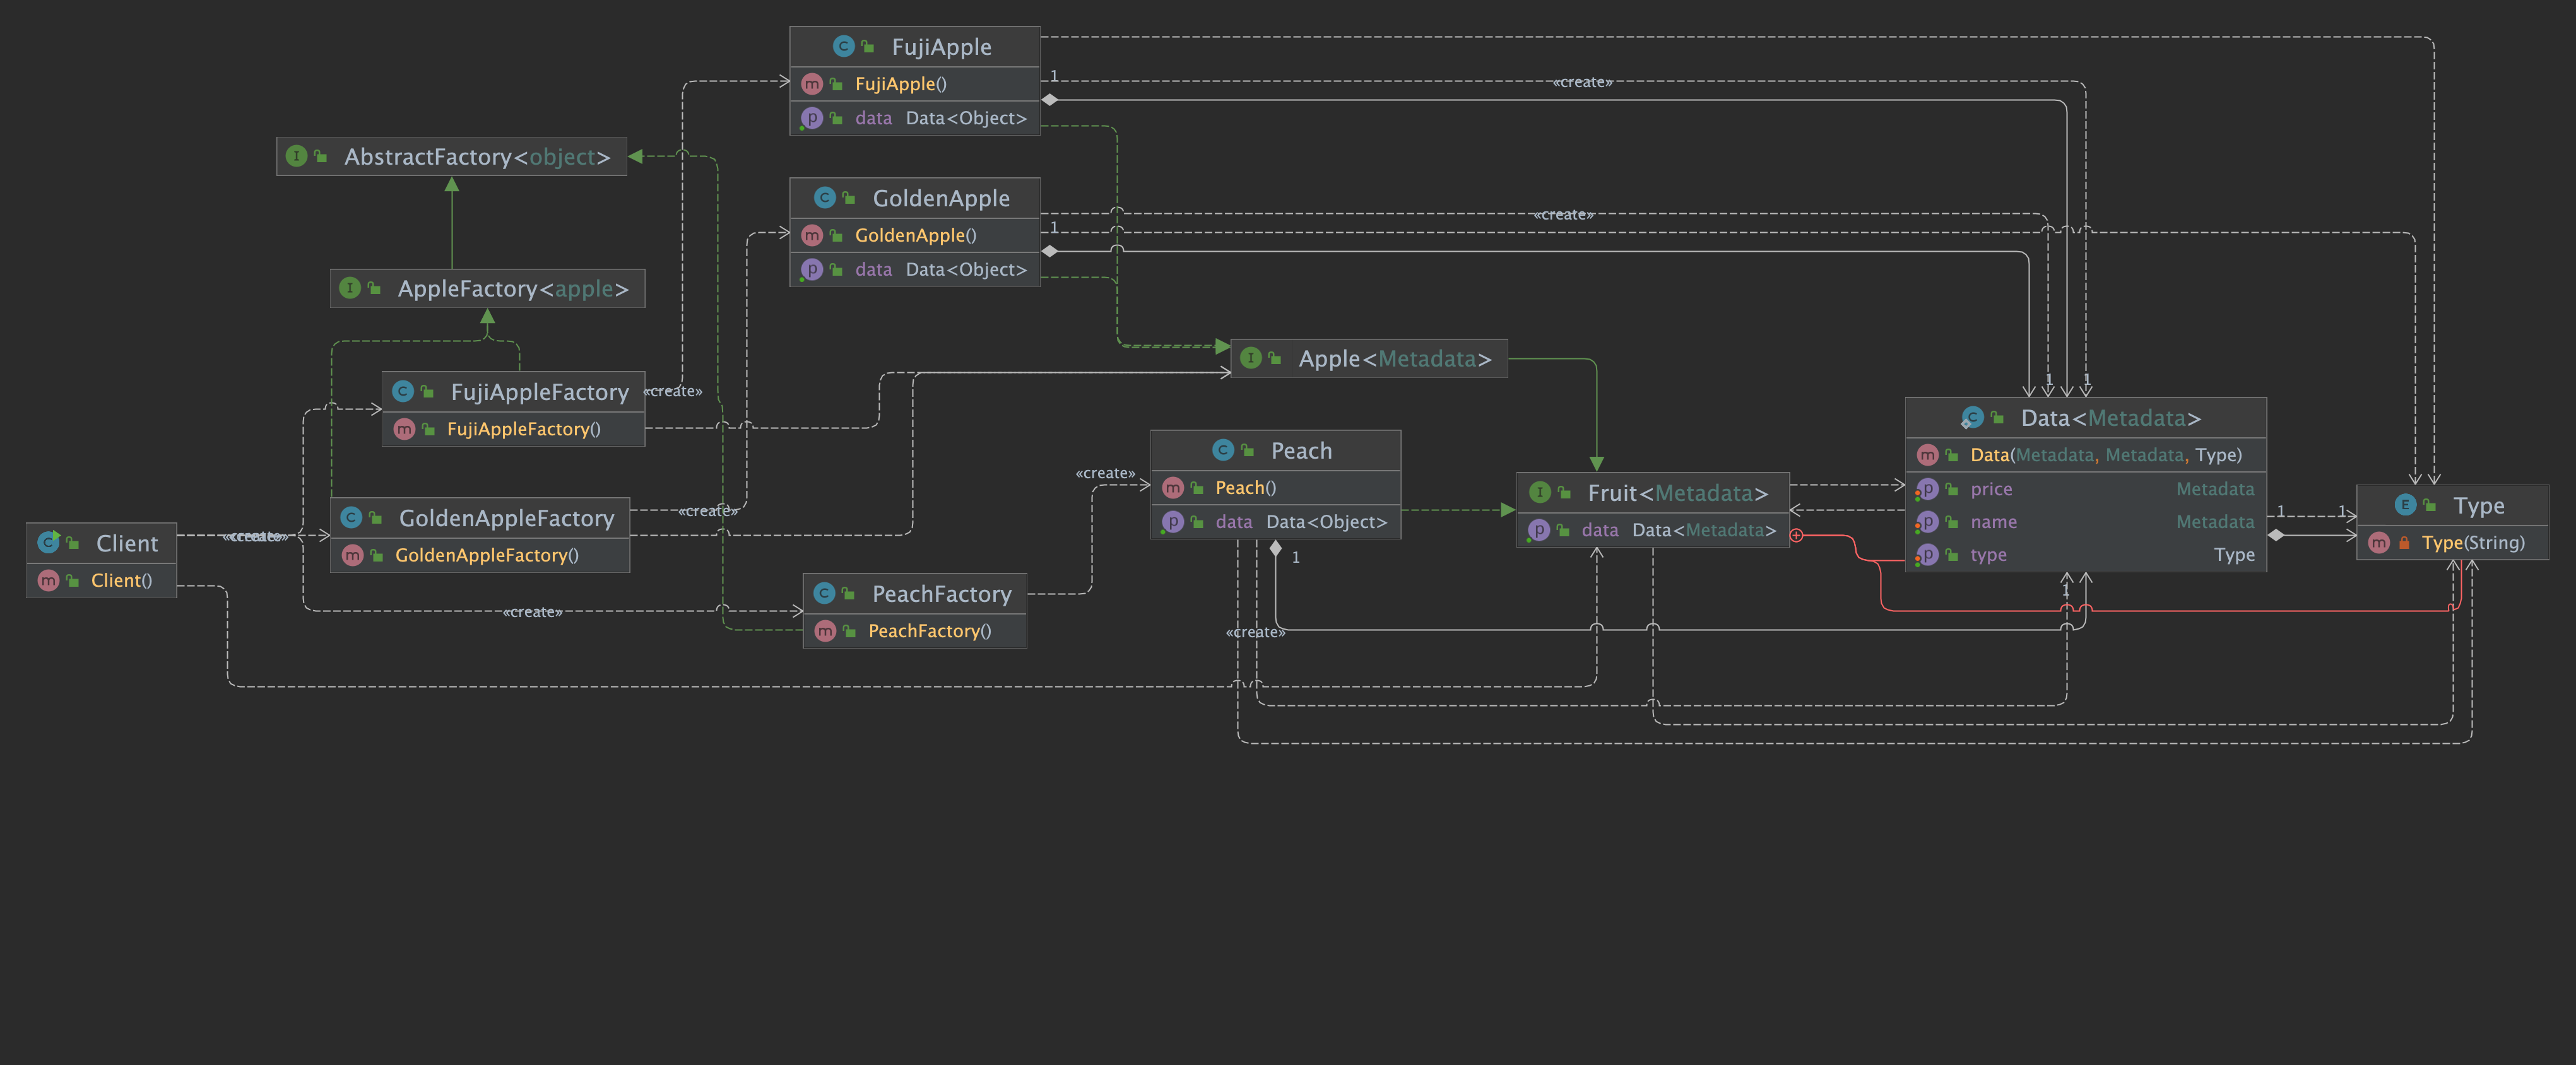 FujiApple
FujiApple()
data Data<Object>
1
«create»
AbstractFactory<object>
GoldenApple
GoldenApple()
data Data<Object>
1
«create»
AppleFactory<apple>
Apple<Metadata>
FujiAppleFactory
FujiAppleFactory()
«create»
1
1
Data<Metadata>
Data(Metadata, Metadata, Type)
price Metadata
name Metadata
type Type
Peach
Peach()
data Data<Object>
1
«create»
Fruit<Metadata>
data Data<Metadata>
1
1
Type
Type(String)
GoldenAppleFactory
GoldenAppleFactory()
«create»
Client
Client()
«create»
PeachFactory
PeachFactory()
«create»
«create»
1